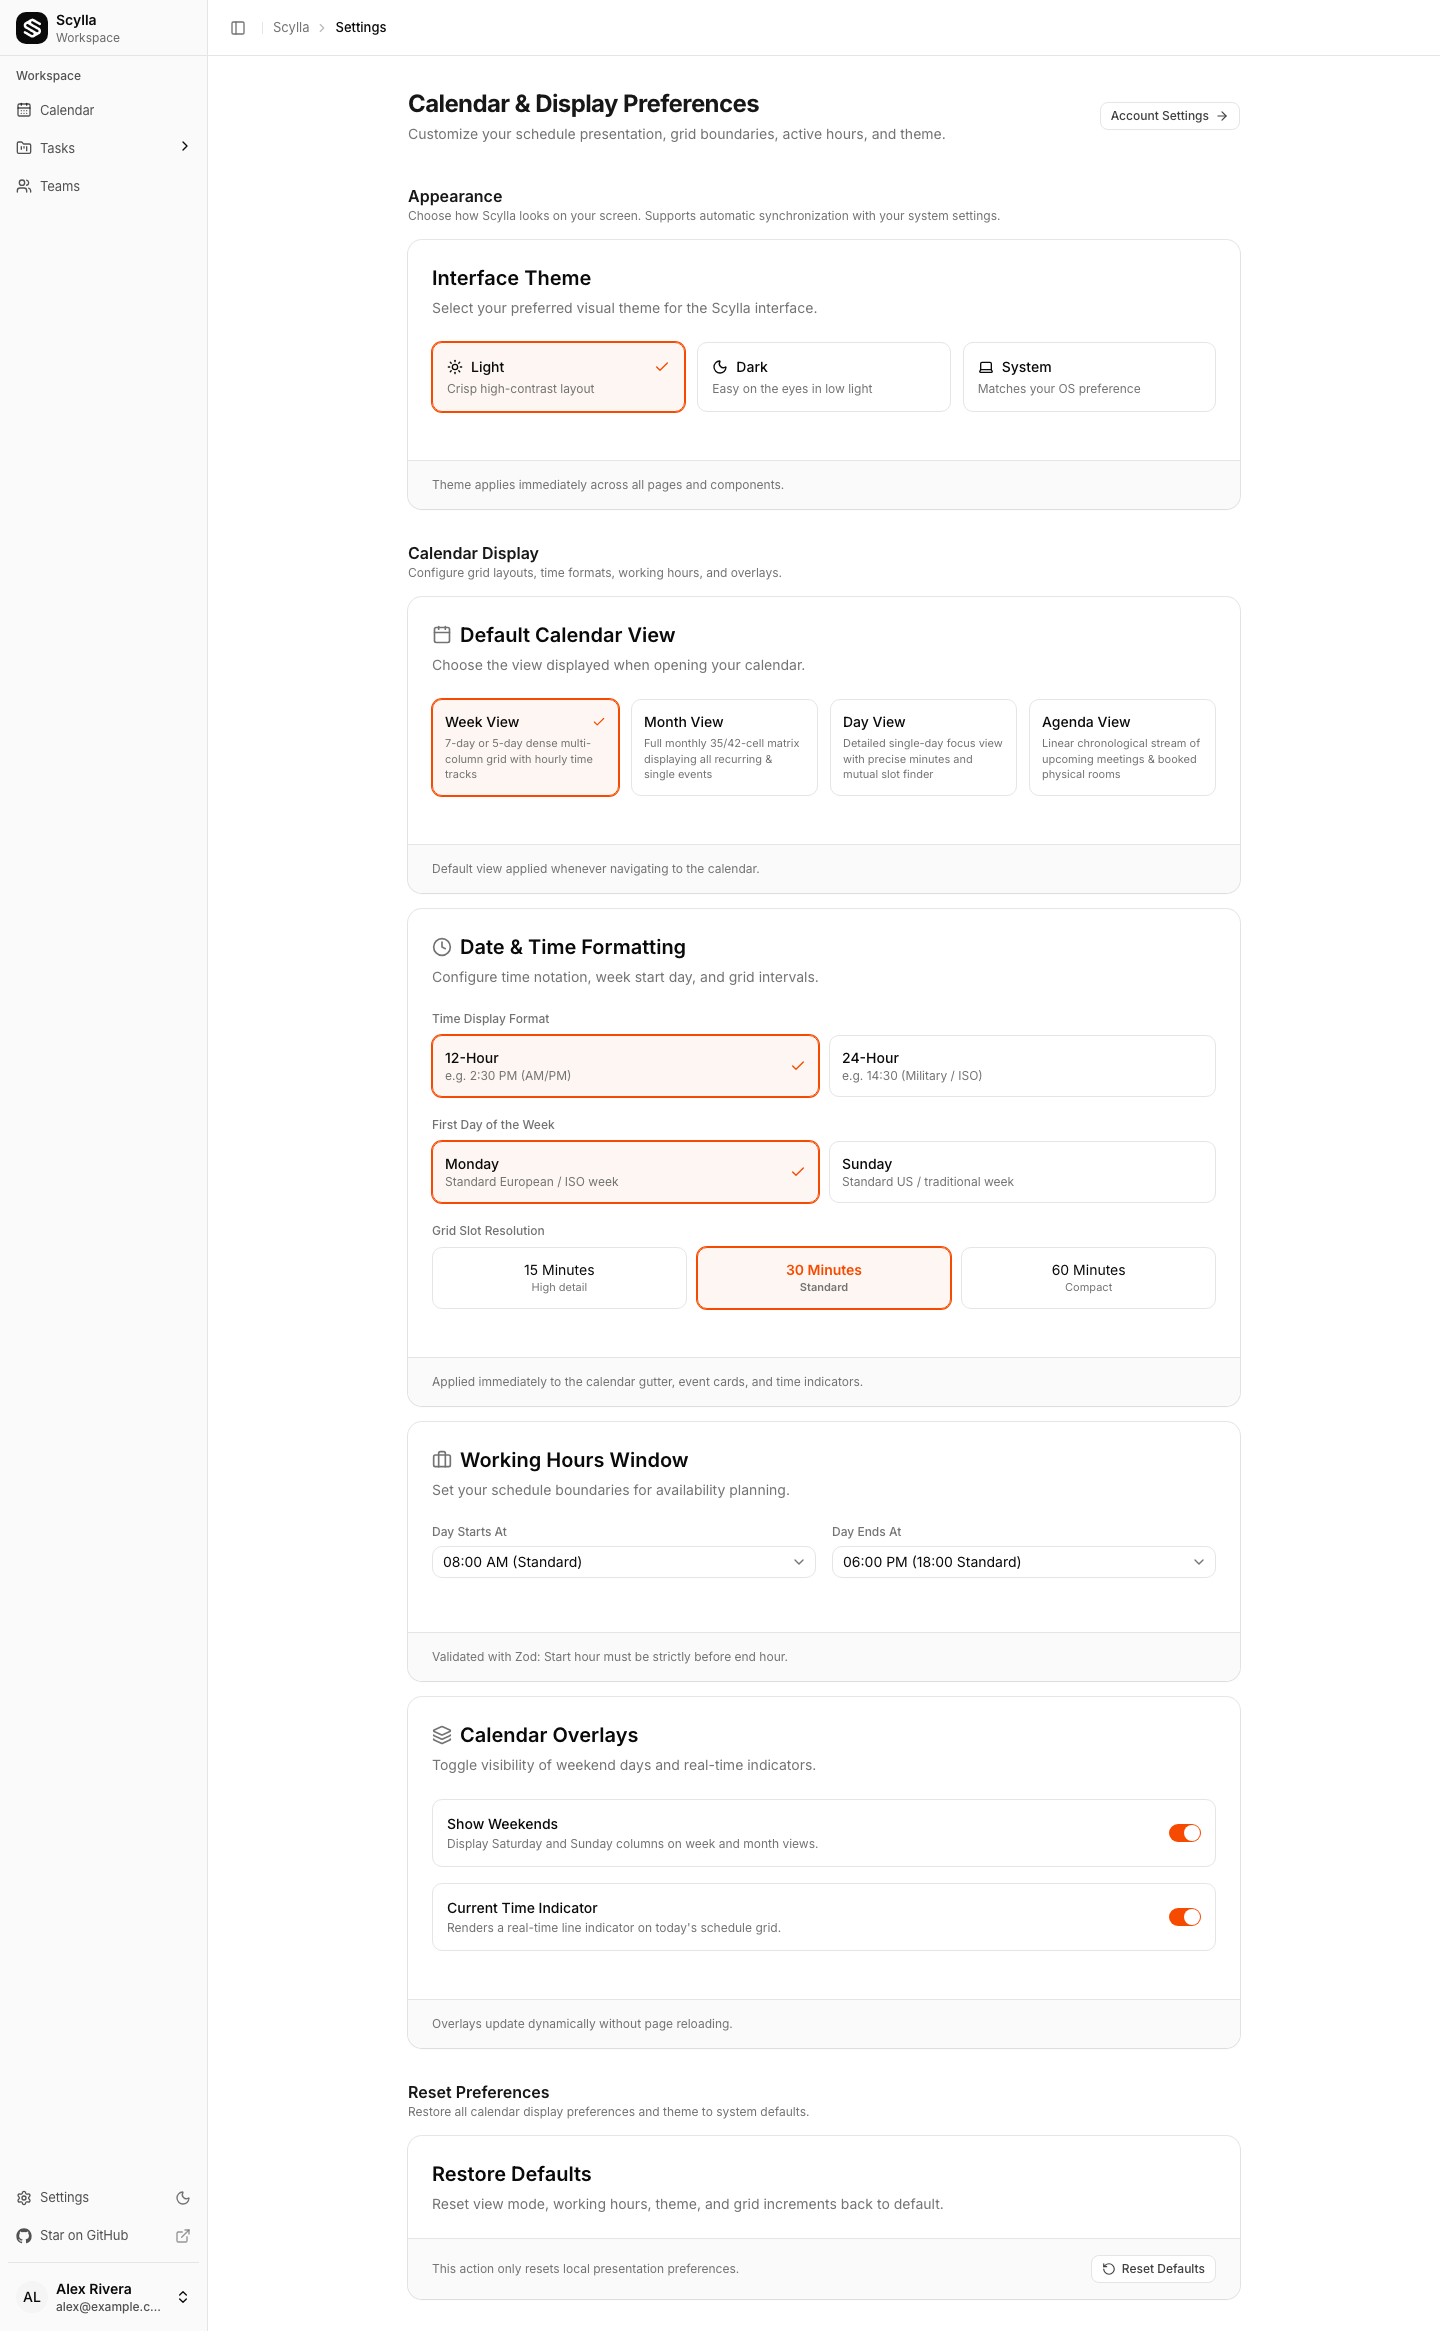 Scylla
Workspace
Workspace
Calendar
Tasks
Teams
Settings
Star on GitHub
AL
Alex Rivera
alex@example.c...
Scylla > Settings
Calendar & Display Preferences
Customize your schedule presentation, grid boundaries, active hours, and theme.
Account Settings →
Appearance
Choose how Scylla looks on your screen. Supports automatic synchronization with your system settings.
Interface Theme
Select your preferred visual theme for the Scylla interface.
Light
Crisp high-contrast layout
Dark
Easy on the eyes in low light
System
Matches your OS preference
Theme applies immediately across all pages and components.
Calendar Display
Configure grid layouts, time formats, working hours, and overlays.
Default Calendar View
Choose the view displayed when opening your calendar.
Week View
7-day or 5-day dense multi-
column grid with hourly time
tracks
Month View
Full monthly 35/42-cell matrix
displaying all recurring &
single events
Day View
Detailed single-day focus view
with precise minutes and
mutual slot finder
Agenda View
Linear chronological stream of
upcoming meetings & booked
physical rooms
Default view applied whenever navigating to the calendar.
Date & Time Formatting
Configure time notation, week start day, and grid intervals.
Time Display Format
12-Hour
e.g. 2:30 PM (AM/PM)
24-Hour
e.g. 14:30 (Military / ISO)
First Day of the Week
Monday
Standard European / ISO week
Sunday
Standard US / traditional week
Grid Slot Resolution
15 Minutes
High detail
30 Minutes
Standard
60 Minutes
Compact
Applied immediately to the calendar gutter, event cards, and time indicators.
Working Hours Window
Set your schedule boundaries for availability planning.
Day Starts At
08:00 AM (Standard)
Day Ends At
06:00 PM (18:00 Standard)
Validated with Zod: Start hour must be strictly before end hour.
Calendar Overlays
Toggle visibility of weekend days and real-time indicators.
Show Weekends
Display Saturday and Sunday columns on week and month views.
Current Time Indicator
Renders a real-time line indicator on today's schedule grid.
Overlays update dynamically without page reloading.
Reset Preferences
Restore all calendar display preferences and theme to system defaults.
Restore Defaults
Reset view mode, working hours, theme, and grid increments back to default.
This action only resets local presentation preferences.
Reset Defaults